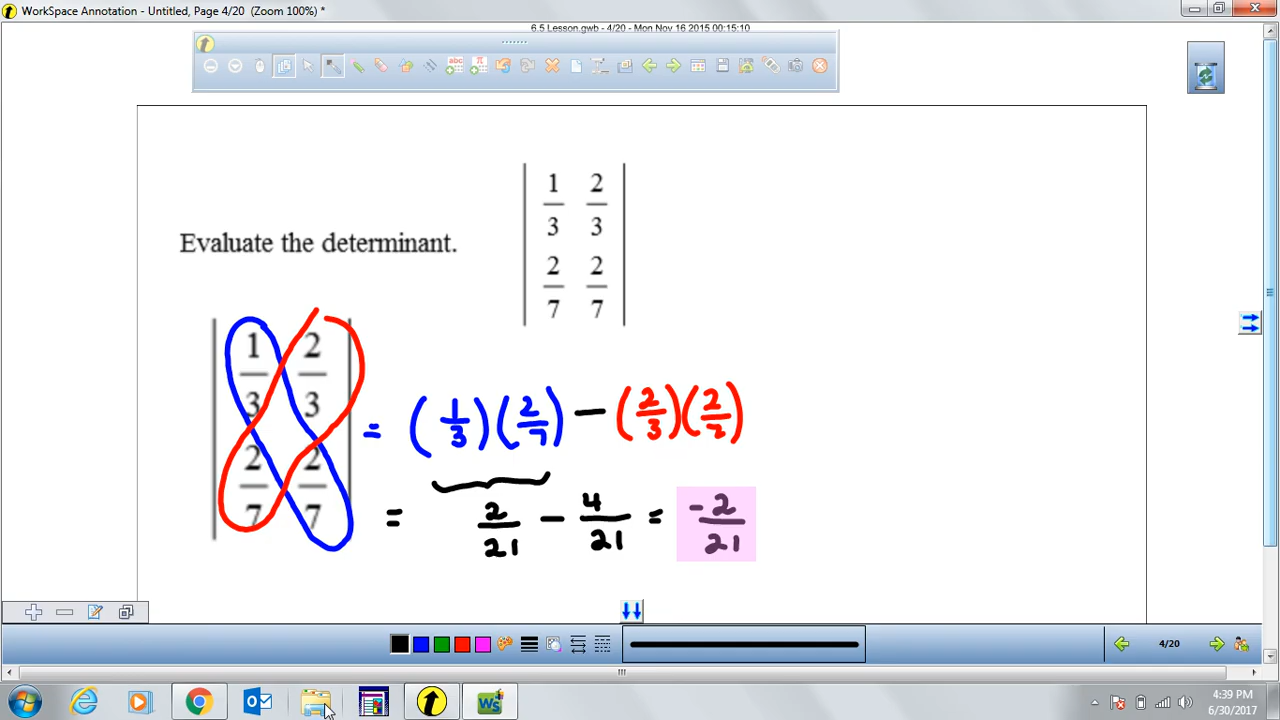 WorkSpace Annotation - Untitled, Page 4/20 (Zoom 100%) *
6.5 Lesson.gwb - 4/20 - Mon Nov 16 2015 00:15:10
abc
π
Evaluate the determinant.
| 1/3 2/3 |
| 2/7 2/7 |
| 1/3 2/3 |
| 2/7 2/7 |
= (1/3)(2/7) - (2/3)(2/7)
= 2/21 - 4/21 = -2/21
4/20
Ws
4:39 PM
6/30/2017